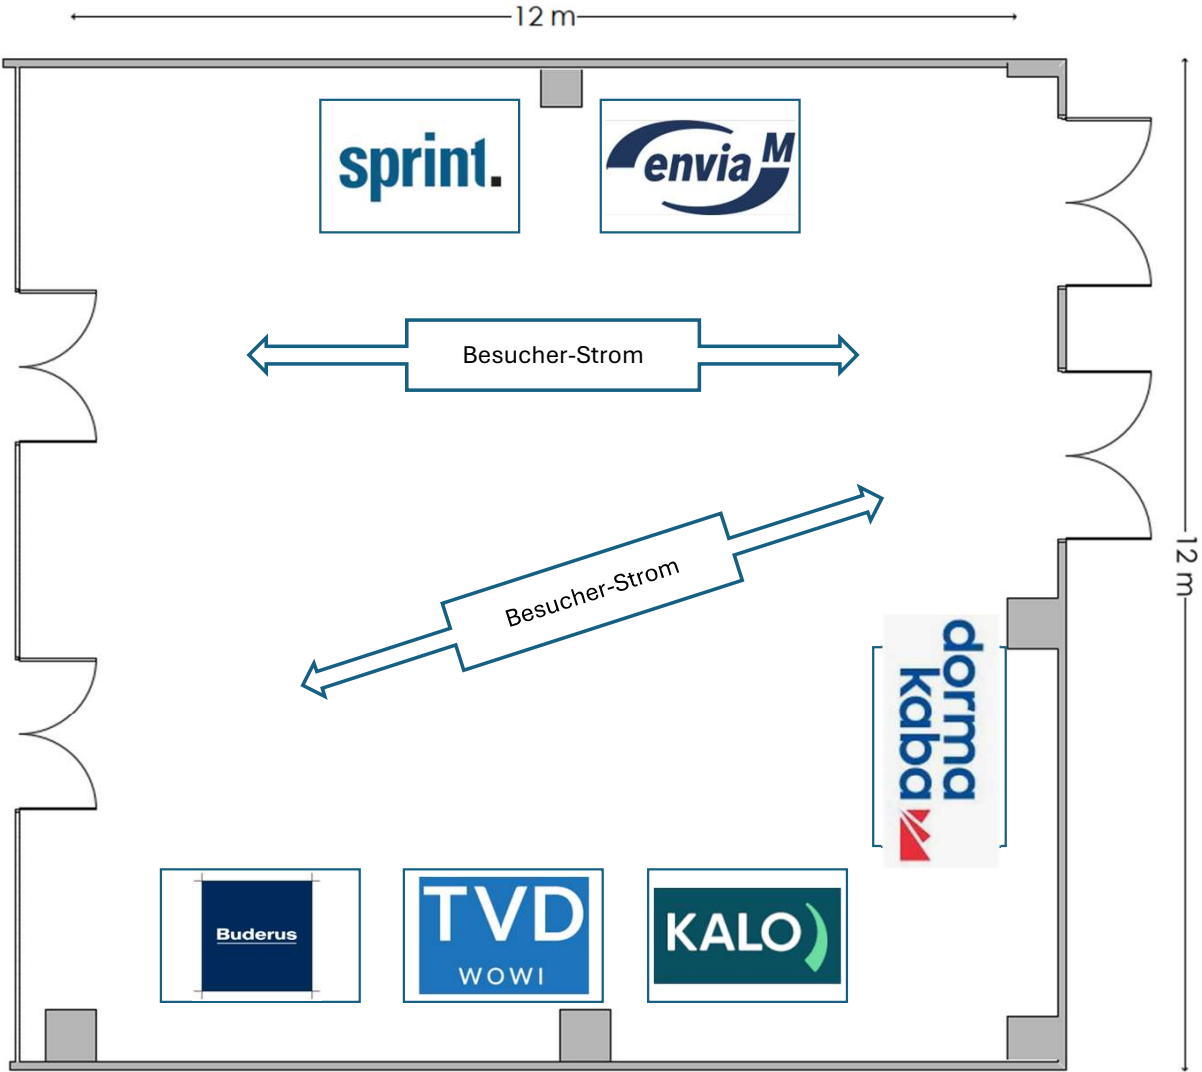 12 m
sprint.
envia M
Besucher-Strom
12 m
Besucher-Strom
dorma
kaba
Buderus
TVD
WOWI
KALO